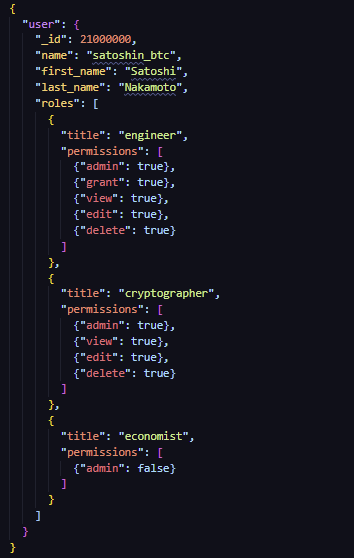 {
  "user": {
    "_id": 21000000,
    "name": "satoshin_btc",
    "first_name": "Satoshi",
    "last_name": "Nakamoto",
    "roles": [
      {
        "title": "engineer",
        "permissions": [
          {"admin": true},
          {"grant": true},
          {"view": true},
          {"edit": true},
          {"delete": true}
        ]
      },
      {
        "title": "cryptographer",
        "permissions": [
          {"admin": true},
          {"view": true},
          {"edit": true},
          {"delete": true}
        ]
      },
      {
        "title": "economist",
        "permissions": [
          {"admin": false}
        ]
      }
    ]
  }
}